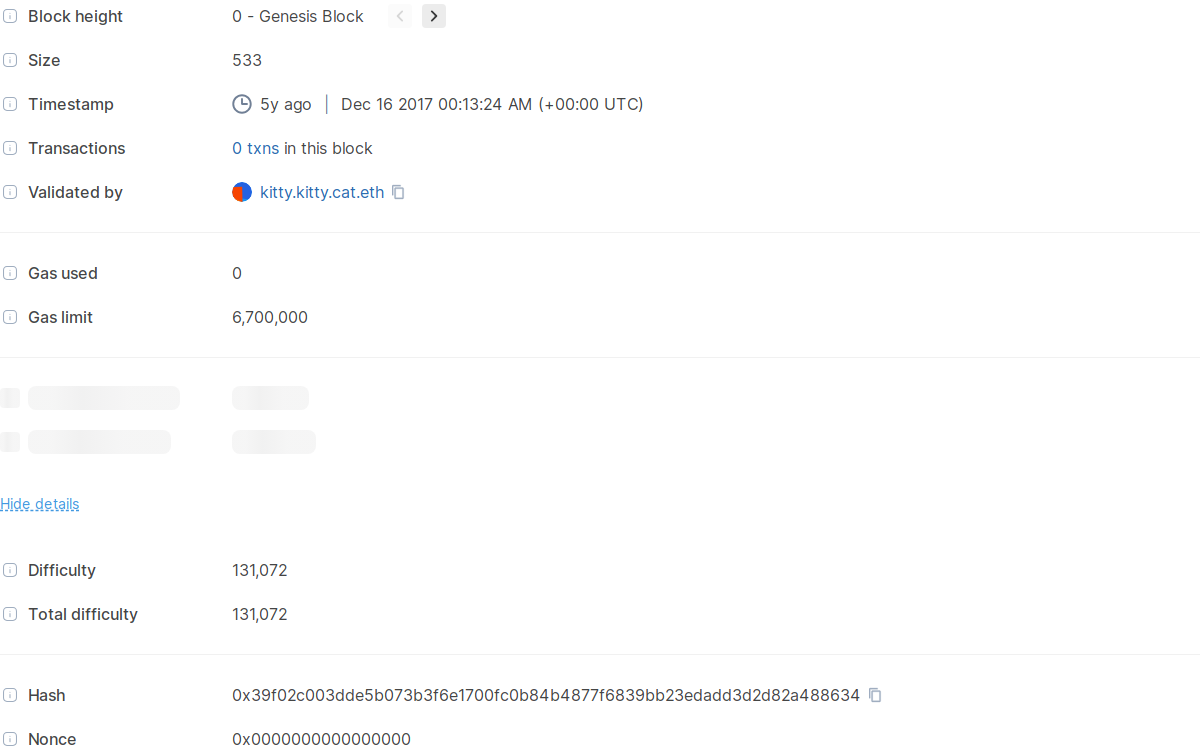 Block height 0 - Genesis Block
Size 533
Timestamp 5y ago | Dec 16 2017 00:13:24 AM (+00:00 UTC)
Transactions 0 txns in this block
Validated by kitty.kitty.cat.eth
Gas used 0
Gas limit 6,700,000
Hide details
Difficulty 131,072
Total difficulty 131,072
Hash 0x39f02c003dde5b073b3f6e1700fc0b84b4877f6839bb23edadd3d2d82a488634
Nonce 0x0000000000000000